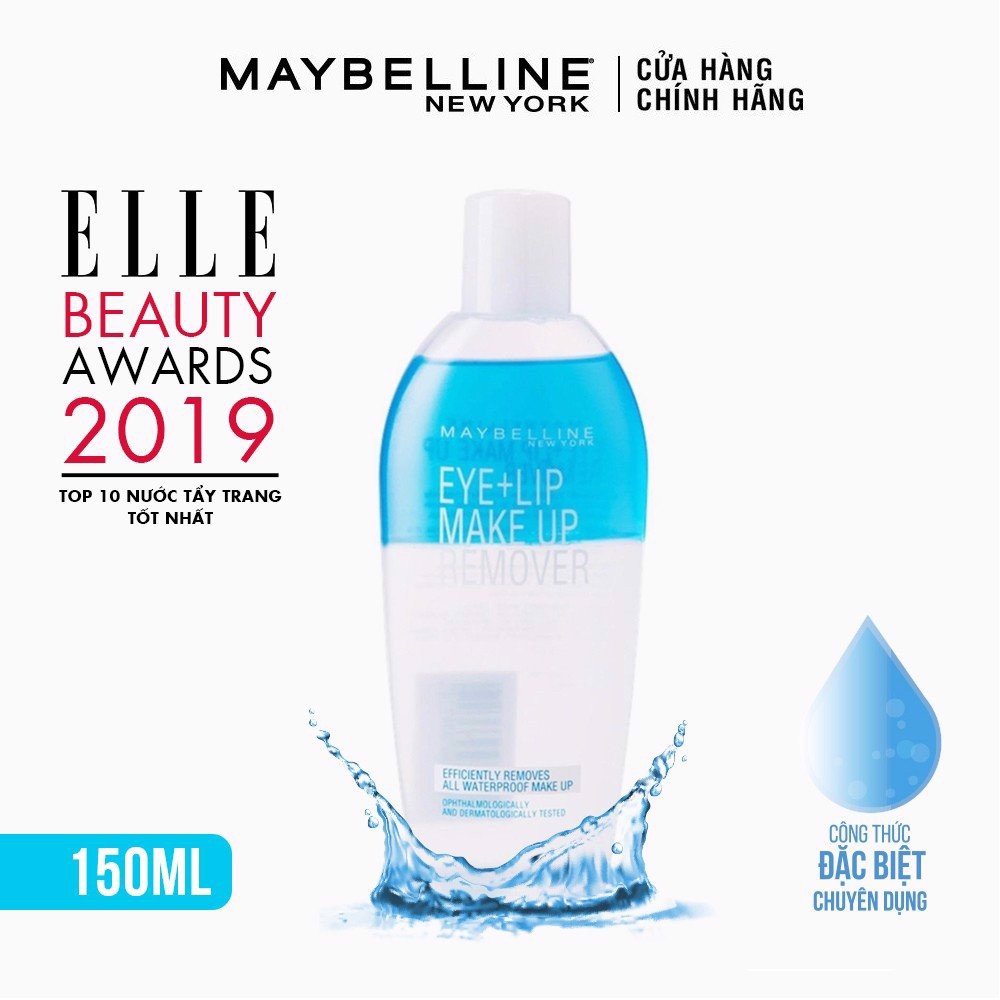 MAYBELLINE
NEW YORK
CỬA HÀNG
CHÍNH HÃNG
ELLE
BEAUTY
AWARDS
2019
TOP 10 NƯỚC TẨY TRANG
TỐT NHẤT
MAYBELLINE
NEW YORK
EYE+LIP
MAKE UP
REMOVER
EFFICIENTLY REMOVES
ALL WATERPROOF MAKE UP
OPHTHALMOLOGICALLY
AND DERMATOLOGICALLY TESTED
150ML
CÔNG THỨC
ĐẶC BIỆT
CHUYÊN DỤNG